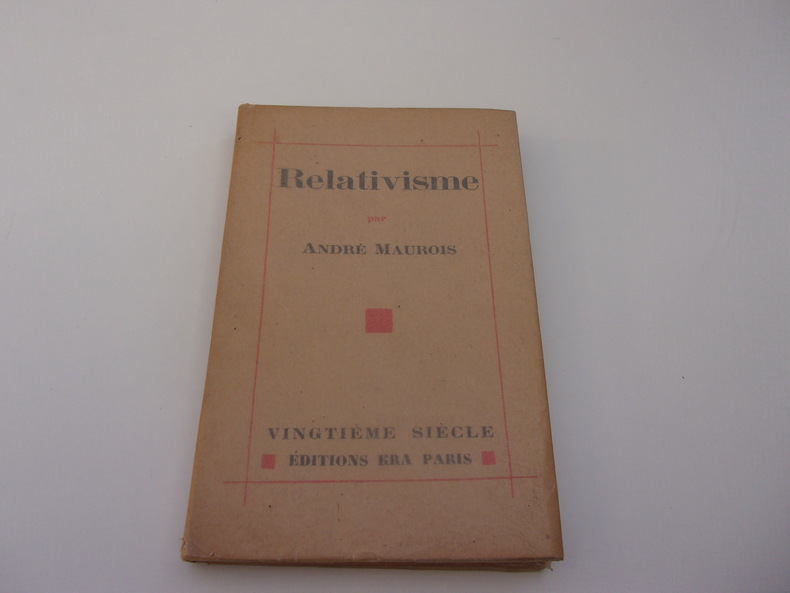 Relativisme
par
ANDRÉ MAUROIS
VINGTIÈME SIÈCLE
ÉDITIONS ERA PARIS